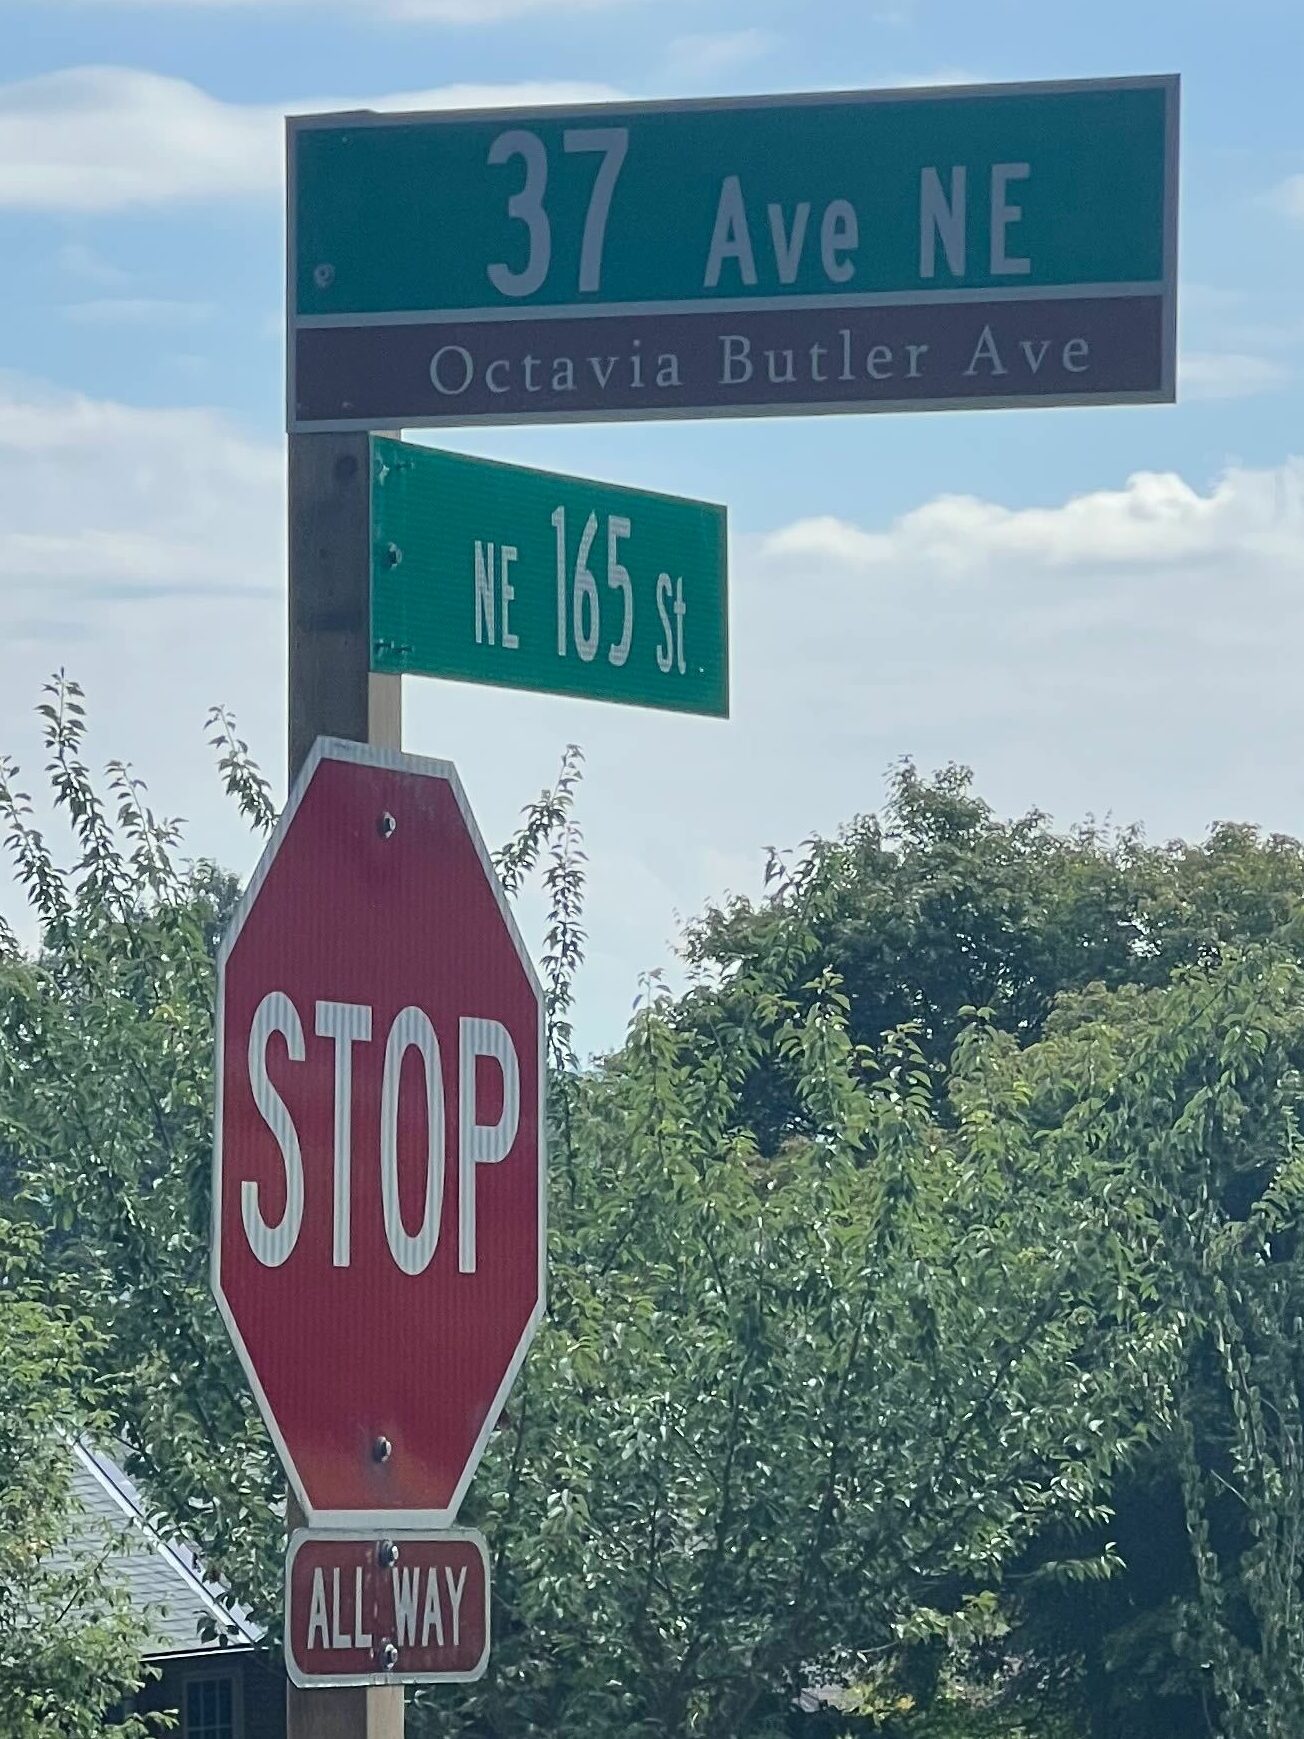 37 Ave NE
Octavia Butler Ave
NE 165 St
STOP
ALL WAY